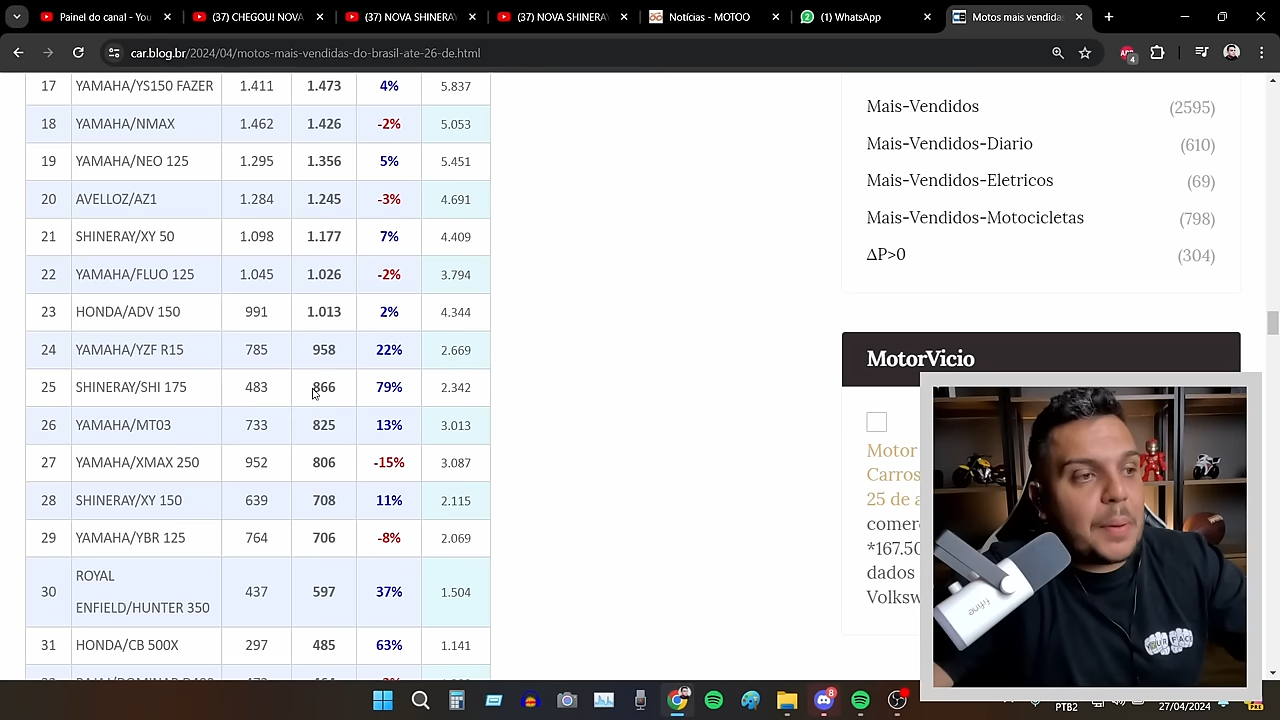 Painel do canal - You
(37) CHEGOU! NOVA
(37) NOVA SHINERAY
(37) NOVA SHINERA
Notícias - MOTOO
(1) WhatsApp
Motos mais vendidas
car.blog.br/2024/04/motos-mais-vendidas-do-brasil-ate-26-de.html
4
17 YAMAHA/YS150 FAZER 1.411 1.473 4% 5.837
18 YAMAHA/NMAX 1.462 1.426 -2% 5.053
19 YAMAHA/NEO 125 1.295 1.356 5% 5.451
20 AVELLOZ/AZ1 1.284 1.245 -3% 4.691
21 SHINERAY/XY 50 1.098 1.177 7% 4.409
22 YAMAHA/FLUO 125 1.045 1.026 -2% 3.794
23 HONDA/ADV 150 991 1.013 2% 4.344
24 YAMAHA/YZF R15 785 958 22% 2.669
25 SHINERAY/SHI 175 483 866 79% 2.342
26 YAMAHA/MT03 733 825 13% 3.013
27 YAMAHA/XMAX 250 952 806 -15% 3.087
28 SHINERAY/XY 150 639 708 11% 2.115
29 YAMAHA/YBR 125 764 706 -8% 2.069
30 ROYAL
ENFIELD/HUNTER 350 437 597 37% 1.504
31 HONDA/CB 500X 297 485 63% 1.141
Mais-Vendidos (2595)
Mais-Vendidos-Diario (610)
Mais-Vendidos-Eletricos (69)
Mais-Vendidos-Motocicletas (798)
ΔP>0 (304)
MotorVicio
Motor
Carros
25 de a
comer
*167.50
dados
Volksw
fifine
YOUR FACE
8
PTB2
27/04/2024